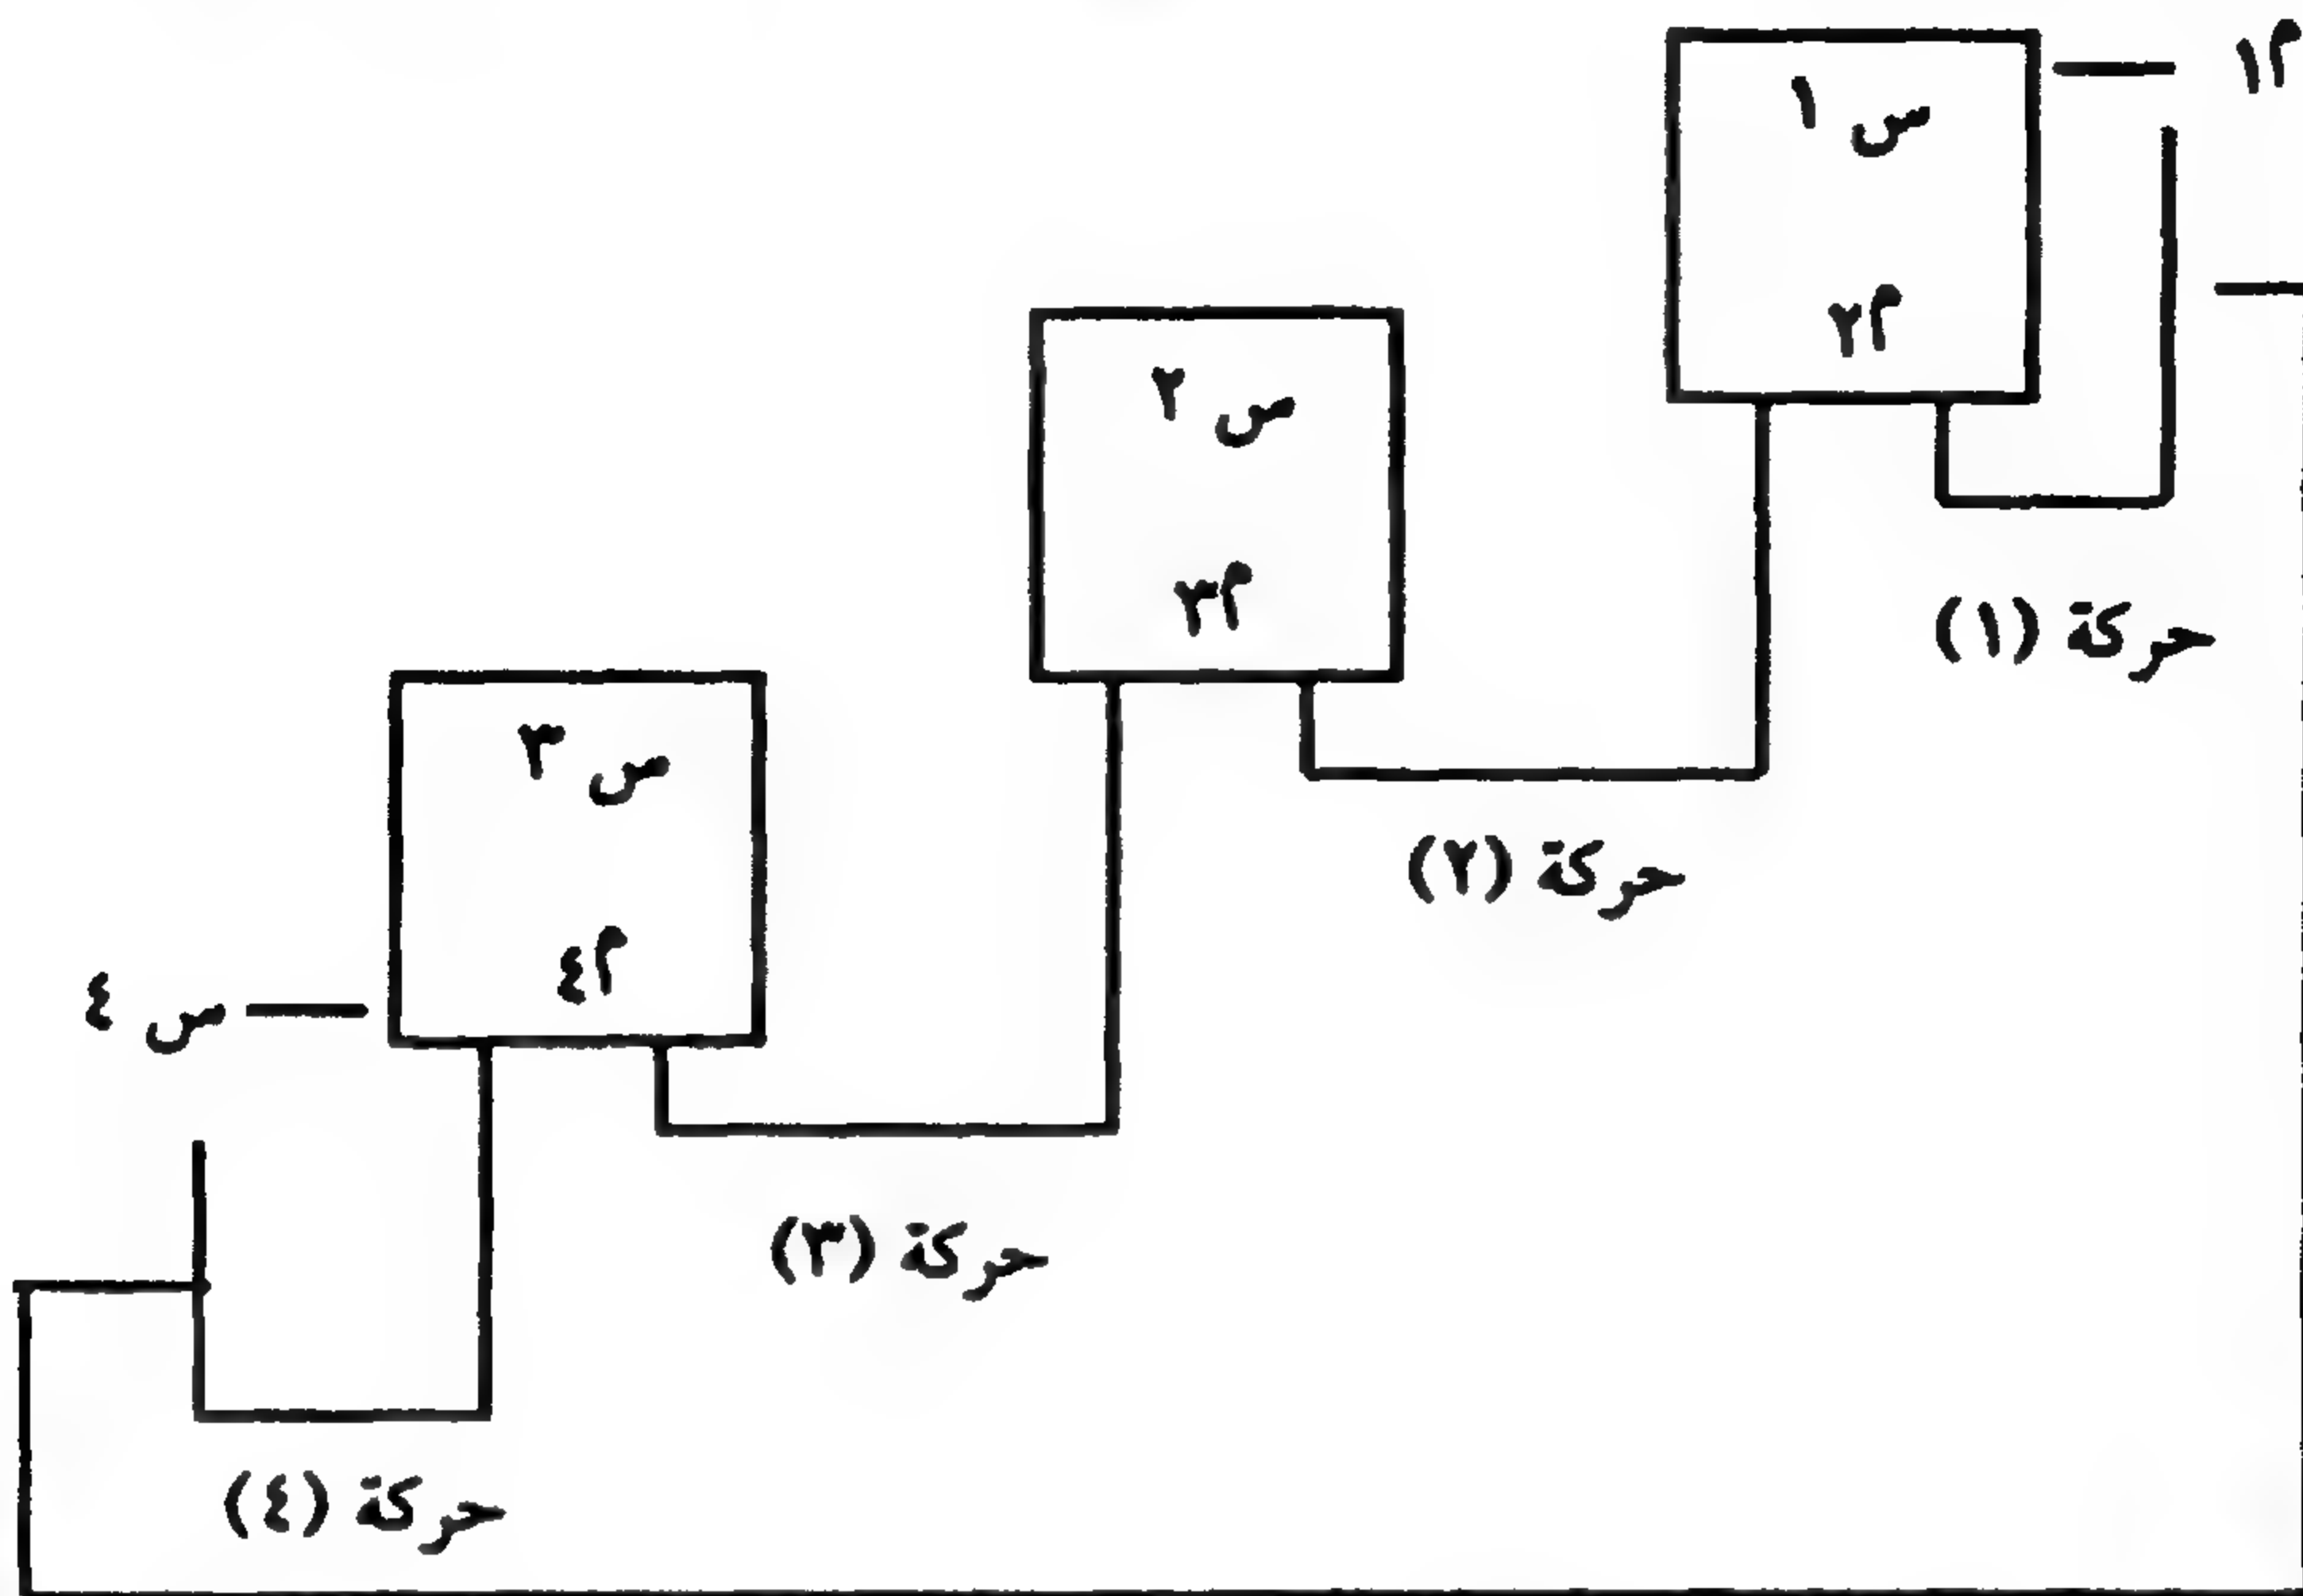 م١
س ١
م٢
حركة (١)
س ٢
م٣
حركة (٢)
س ٣
م٤
س ٤
حركة (٣)
حركة (٤)